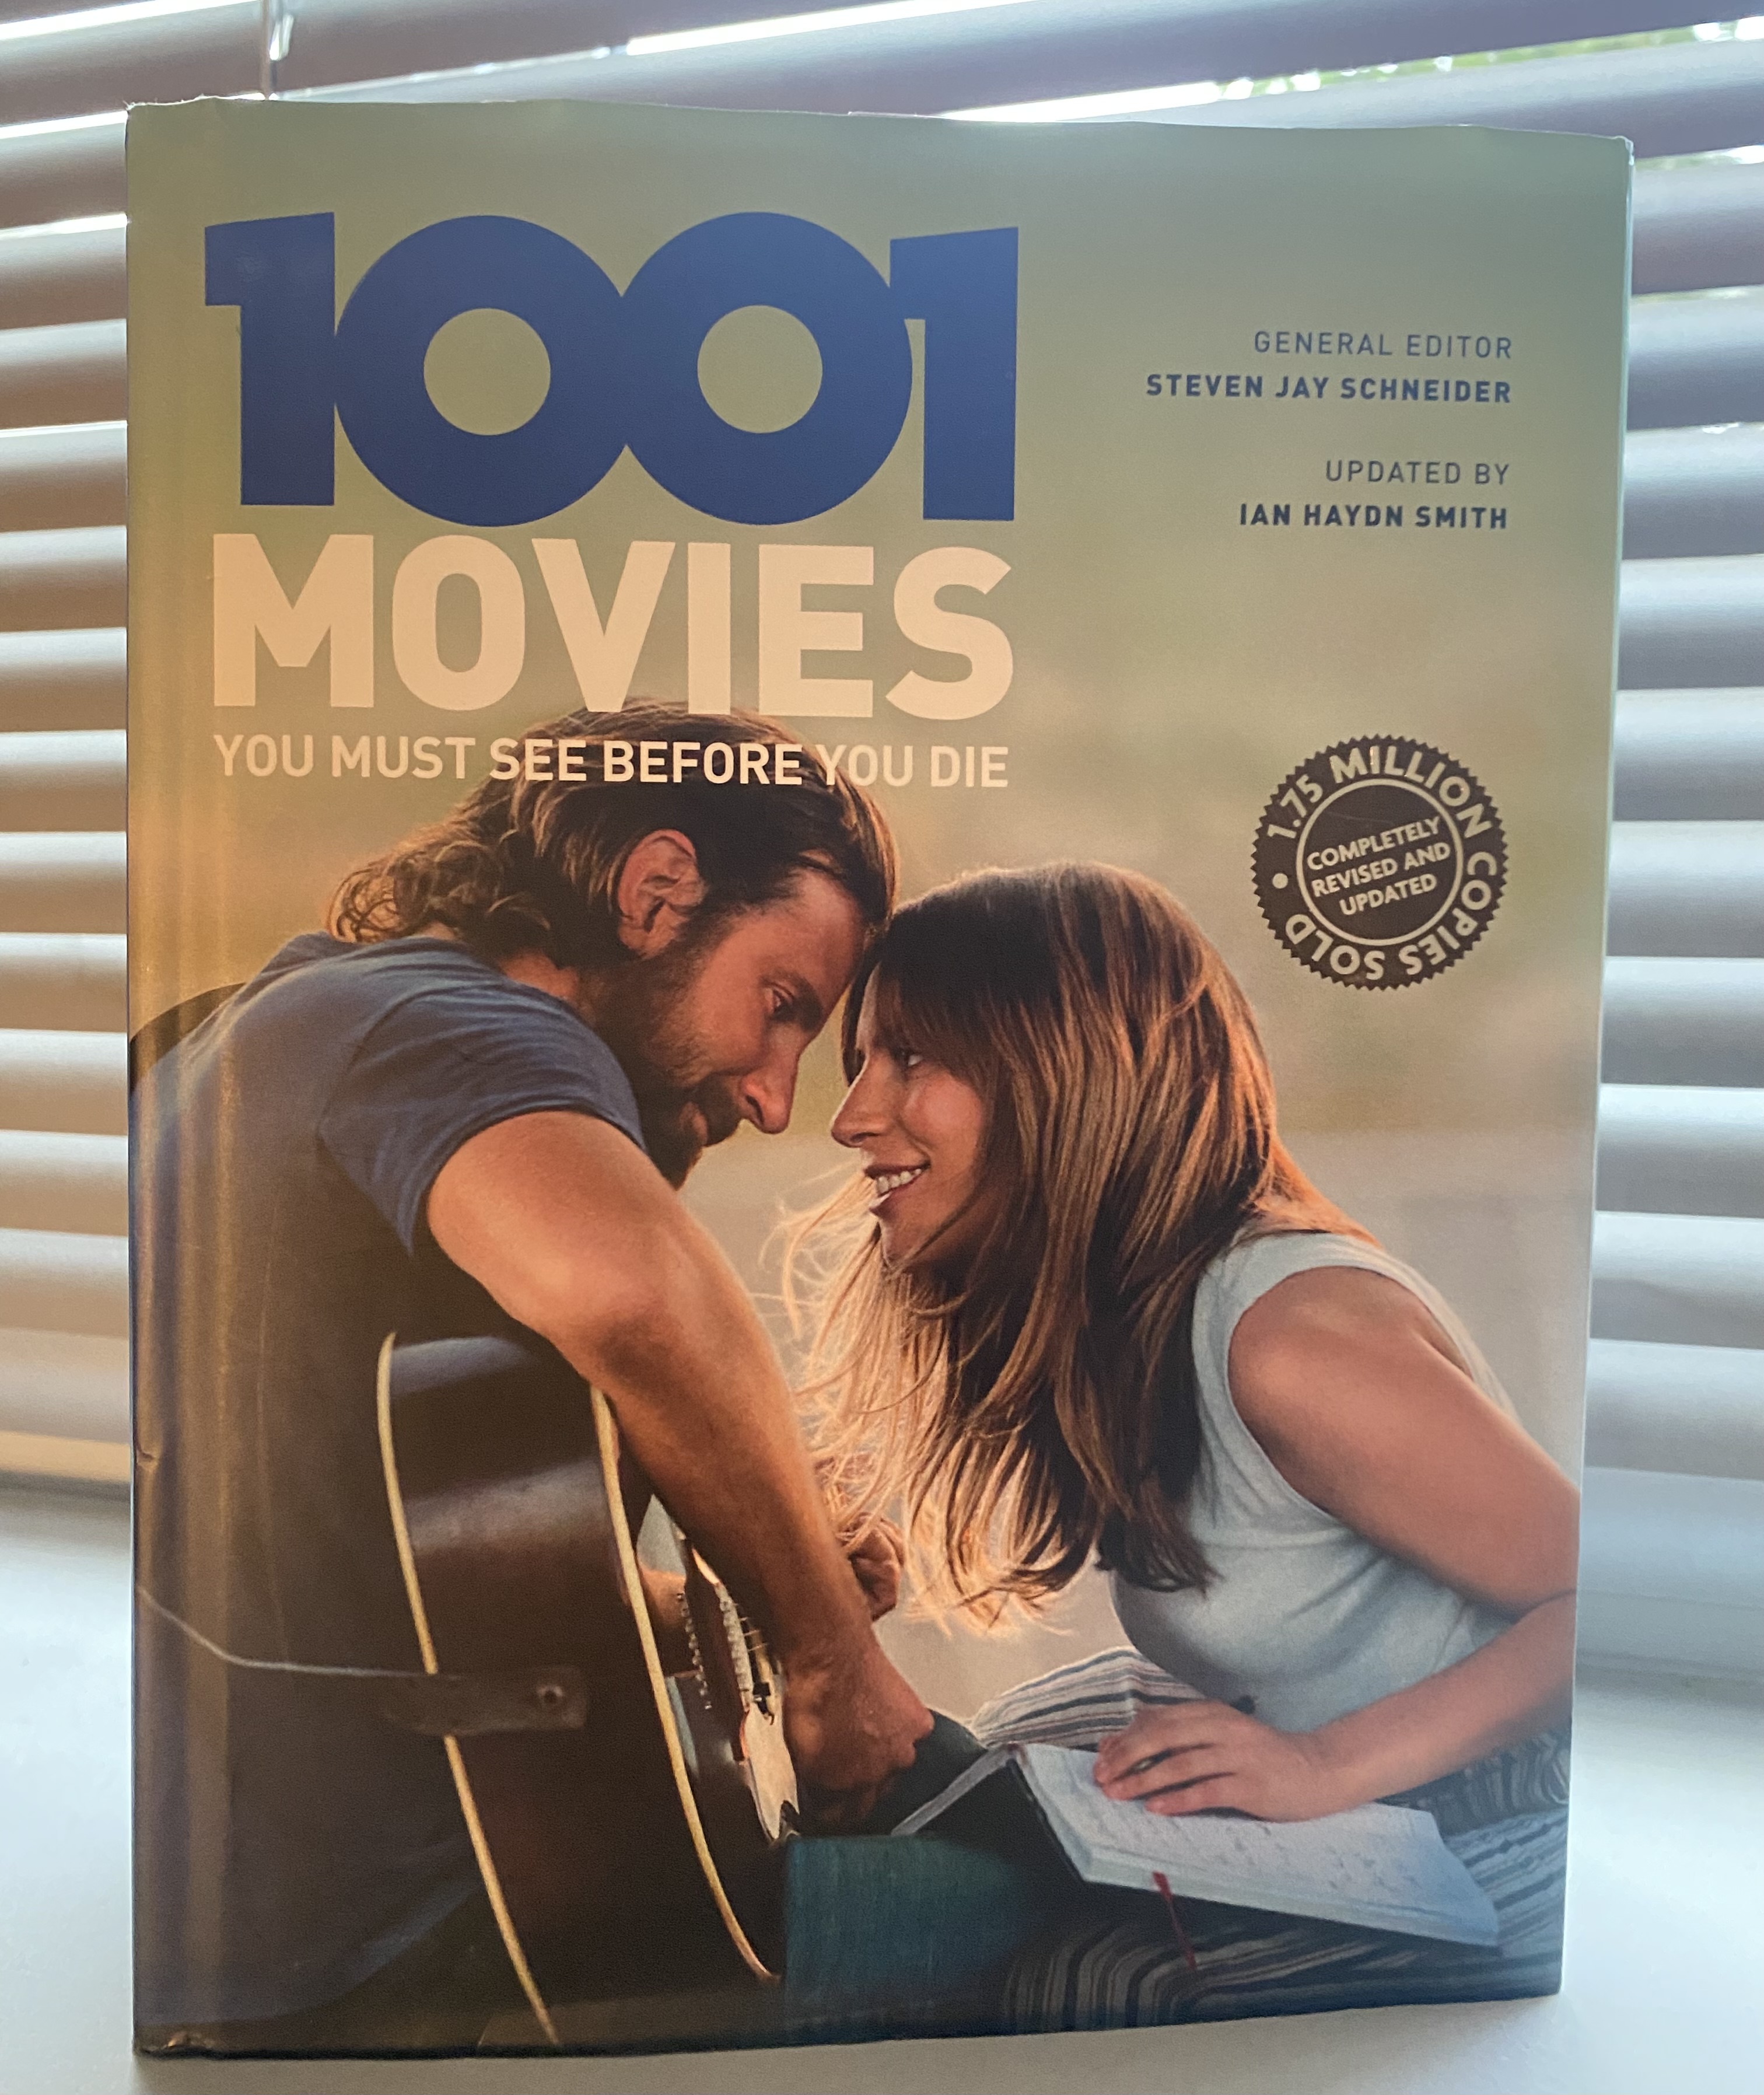 1001
MOVIES
YOU MUST SEE BEFORE YOU DIE
GENERAL EDITOR
STEVEN JAY SCHNEIDER
UPDATED BY
IAN HAYDN SMITH
1.75 MILLION COPIES SOLD
COMPLETELY
REVISED AND
UPDATED